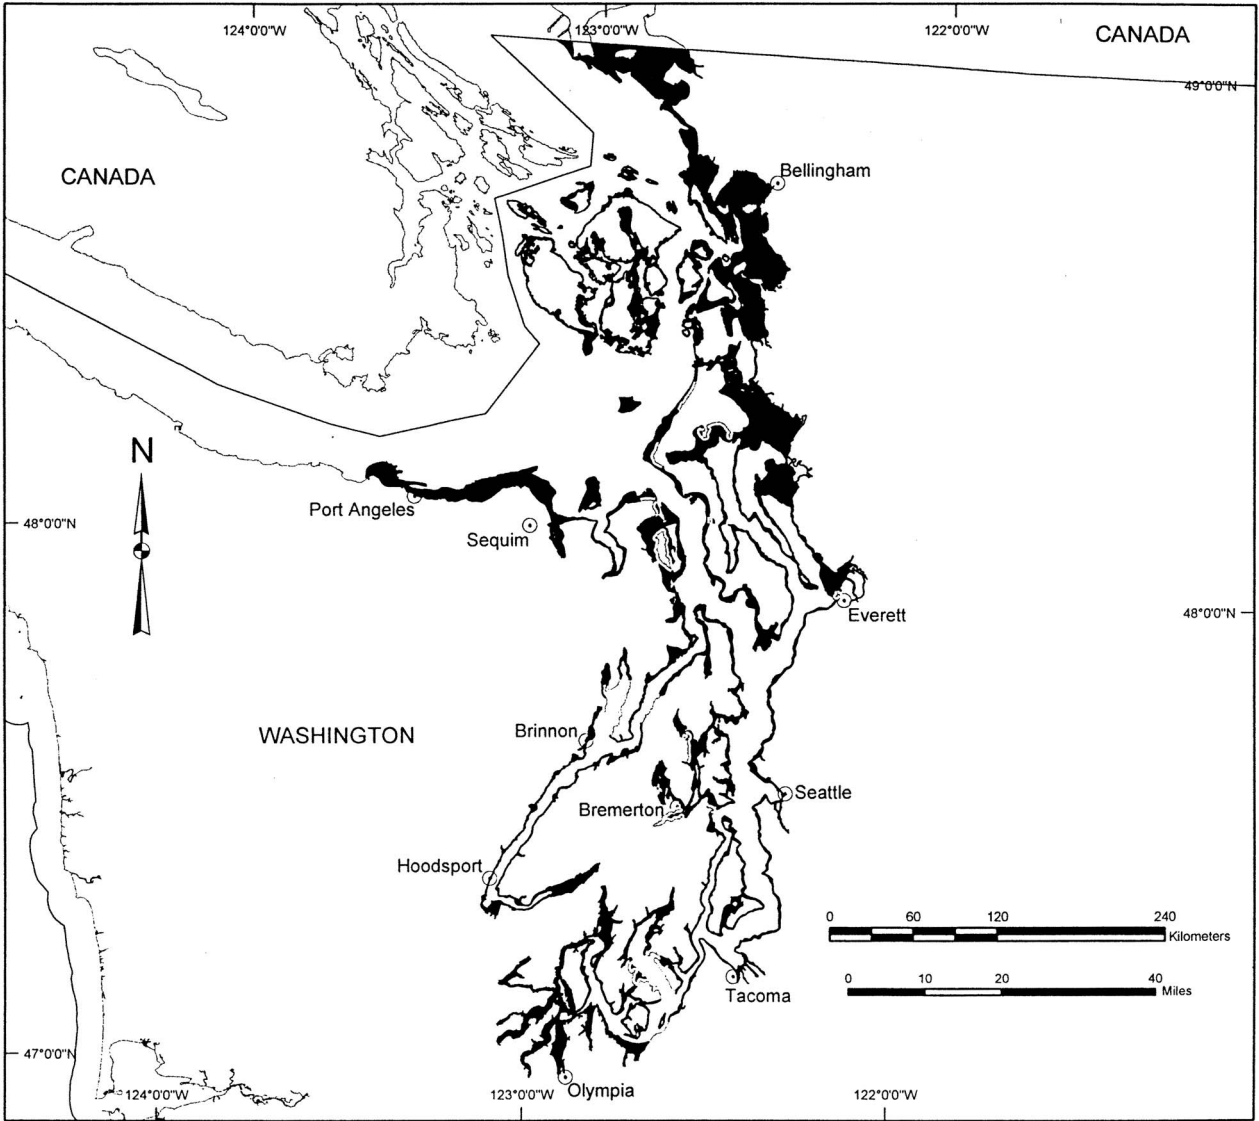 124°0'0"W
183°0'0"W
122°0'0"W
CANADA
49°0'0"N
CANADA
Bellingham
N
Port Angeles
48°0'0"N
Sequim
Everett
48°0'0"N
WASHINGTON
Brinnon
Seattle
Bremerton
Hoodsport
0 60 120 240
Kilometers
0 10 20 40
Miles
Tacoma
47°0'0"N
Olympia
124°0'0"W
123°0'0"W
122°0'0"W